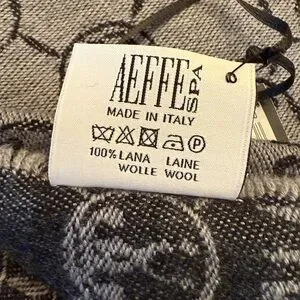 AEFFE SPA
MADE IN ITALY
P
100% LANA LAINE
WOLLE WOOL